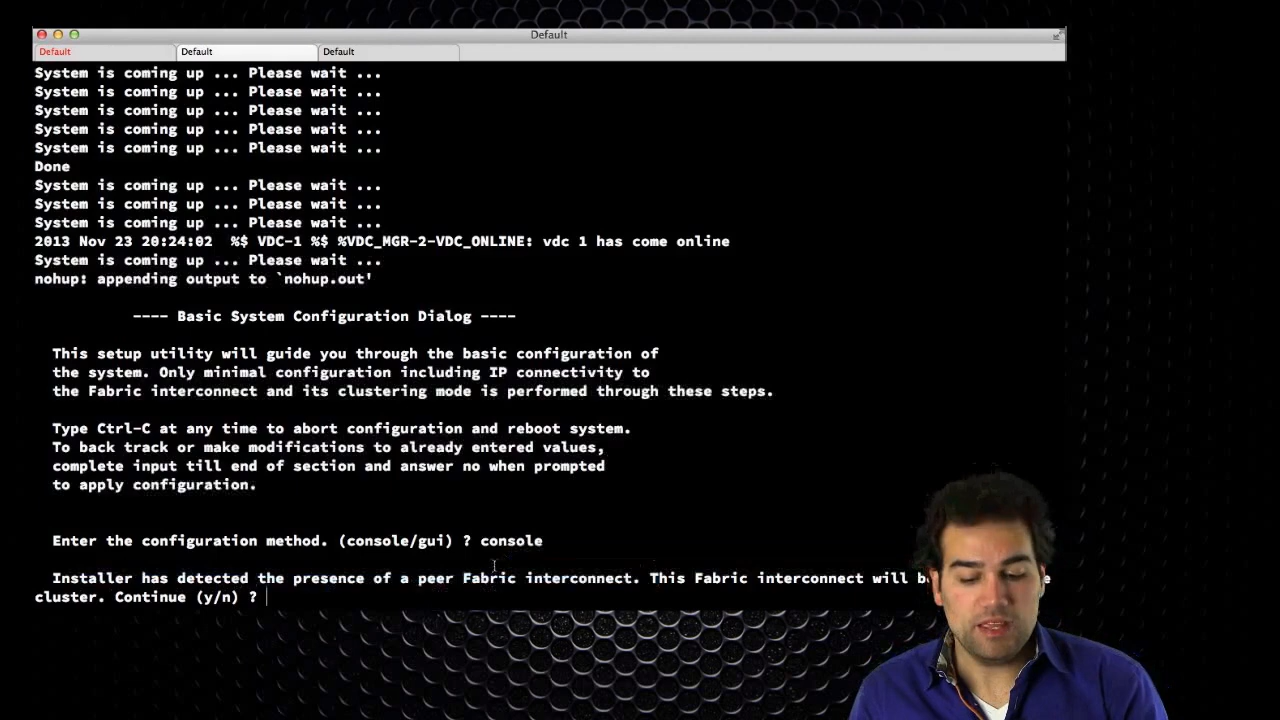 Default
Default
Default
Default
System is coming up ... Please wait ...
System is coming up ... Please wait ...
System is coming up ... Please wait ...
System is coming up ... Please wait ...
System is coming up ... Please wait ...
Done
System is coming up ... Please wait ...
System is coming up ... Please wait ...
System is coming up ... Please wait ...
2013 Nov 23 20:24:02 %$ VDC-1 %$ %VDC_MGR-2-VDC_ONLINE: vdc 1 has come online
System is coming up ... Please wait ...
nohup: appending output to `nohup.out'
---- Basic System Configuration Dialog ----
This setup utility will guide you through the basic configuration of
the system. Only minimal configuration including IP connectivity to
the Fabric interconnect and its clustering mode is performed through these steps.
Type Ctrl-C at any time to abort configuration and reboot system.
To back track or make modifications to already entered values,
complete input till end of section and answer no when prompted
to apply configuration.
Enter the configuration method. (console/gui) ? console
Installer has detected the presence of a peer Fabric interconnect. This Fabric interconnect will
cluster. Continue (y/n) ?